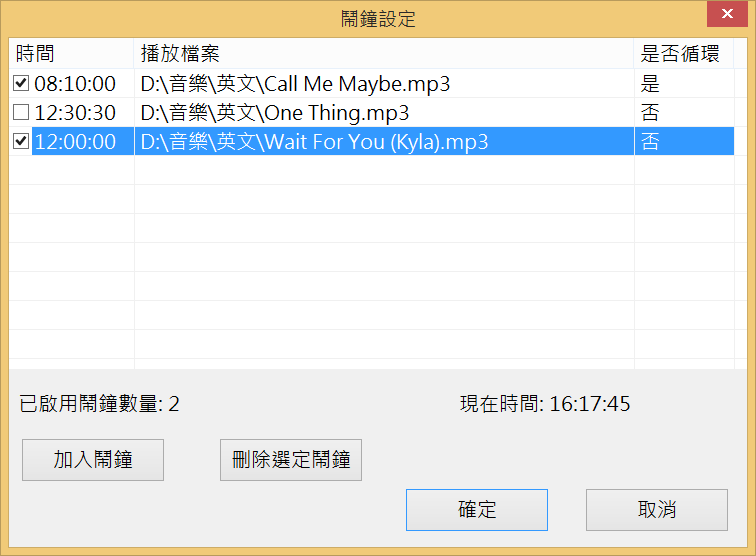 鬧鐘設定
時間 播放檔案 是否循環
08:10:00 D:\音樂\英文\Call Me Maybe.mp3 是
12:30:30 D:\音樂\英文\One Thing.mp3 否
12:00:00 D:\音樂\英文\Wait For You (Kyla).mp3 否
已啟用鬧鐘數量: 2 現在時間: 16:17:45
加入鬧鐘 刪除選定鬧鐘
確定 取消